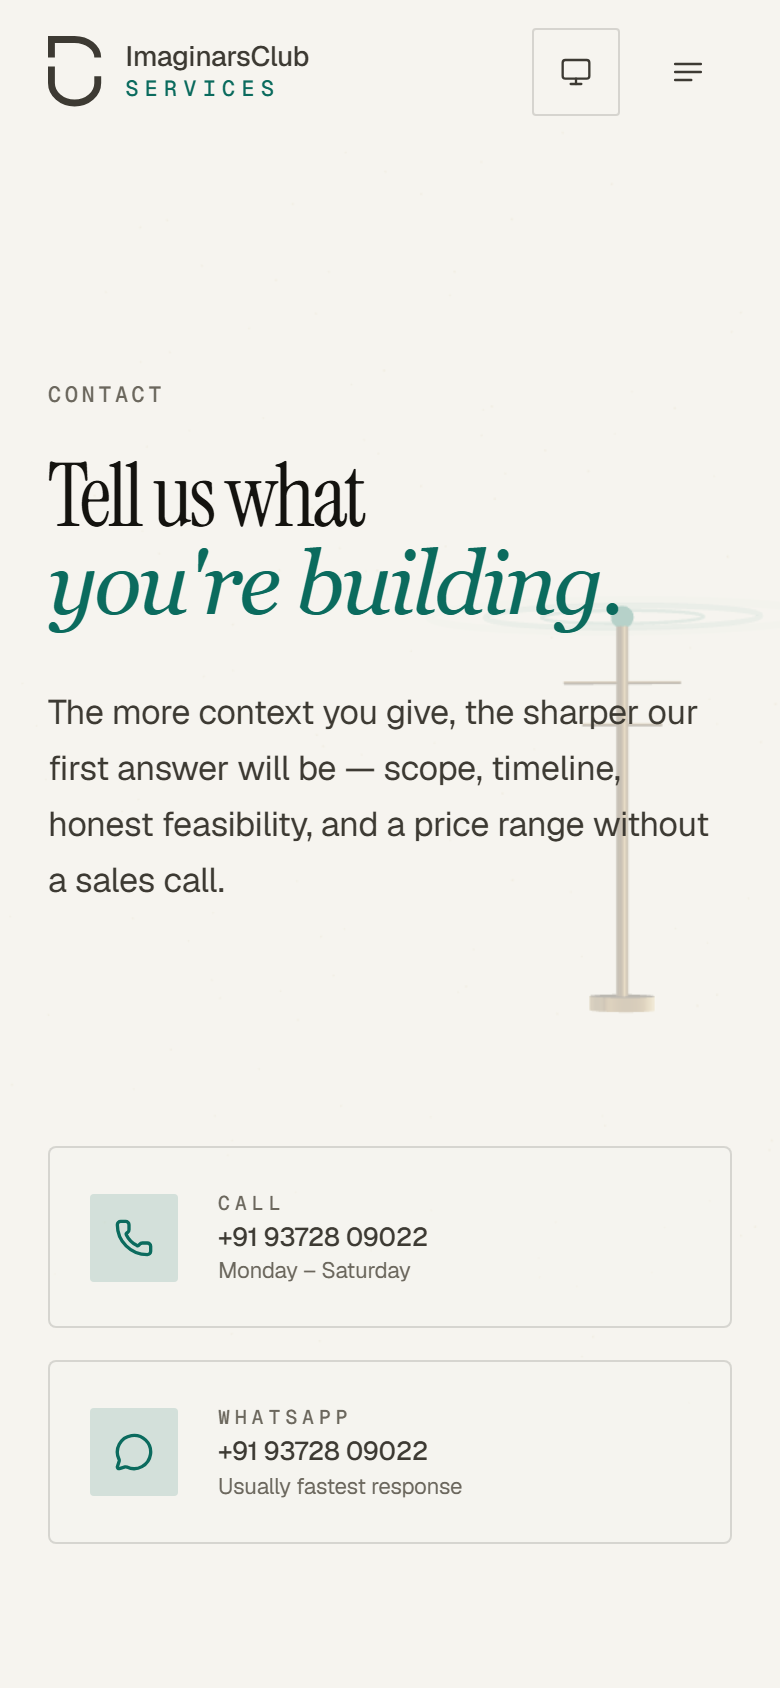 ImaginarsClub
SERVICES
CONTACT
Tell us what
you're building.
The more context you give, the sharper our
first answer will be — scope, timeline,
honest feasibility, and a price range without
a sales call.
CALL
+91 93728 09022
Monday – Saturday
WHATSAPP
+91 93728 09022
Usually fastest response